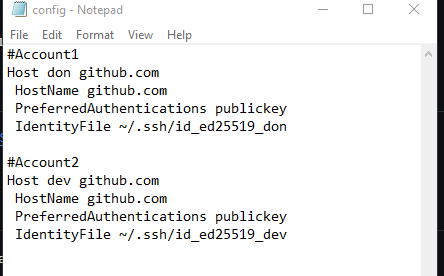 config - Notepad
File Edit Format View Help
#Account1
Host don github.com
 HostName github.com
 PreferredAuthentications publickey
 IdentityFile ~/.ssh/id_ed25519_don

#Account2
Host dev github.com
 HostName github.com
 PreferredAuthentications publickey
 IdentityFile ~/.ssh/id_ed25519_dev